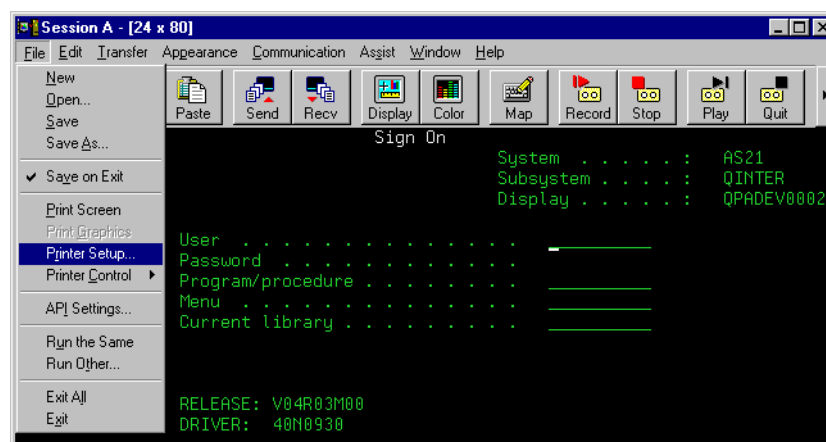 Session A - [24 x 80]
File Edit Transfer Appearance Communication Assist Window Help
New
Open...
Save
Save As...
Save on Exit
Print Screen
Print Graphics
Printer Setup...
Printer Control
API Settings...
Run the Same
Run Other...
Exit All
Exit
Paste Send Recv Display Color Map Record Stop Play Quit
Sign On
System . . . . . : AS21
Subsystem . . . . : QINTER
Display . . . . . : QPADEV0002
User . . . . . . . . . . . . . .
Password . . . . . . . . . . . .
Program/procedure . . . . . . . .
Menu . . . . . . . . . . . . . .
Current library . . . . . . . . .
RELEASE: V04R03M00
DRIVER: 40N0930